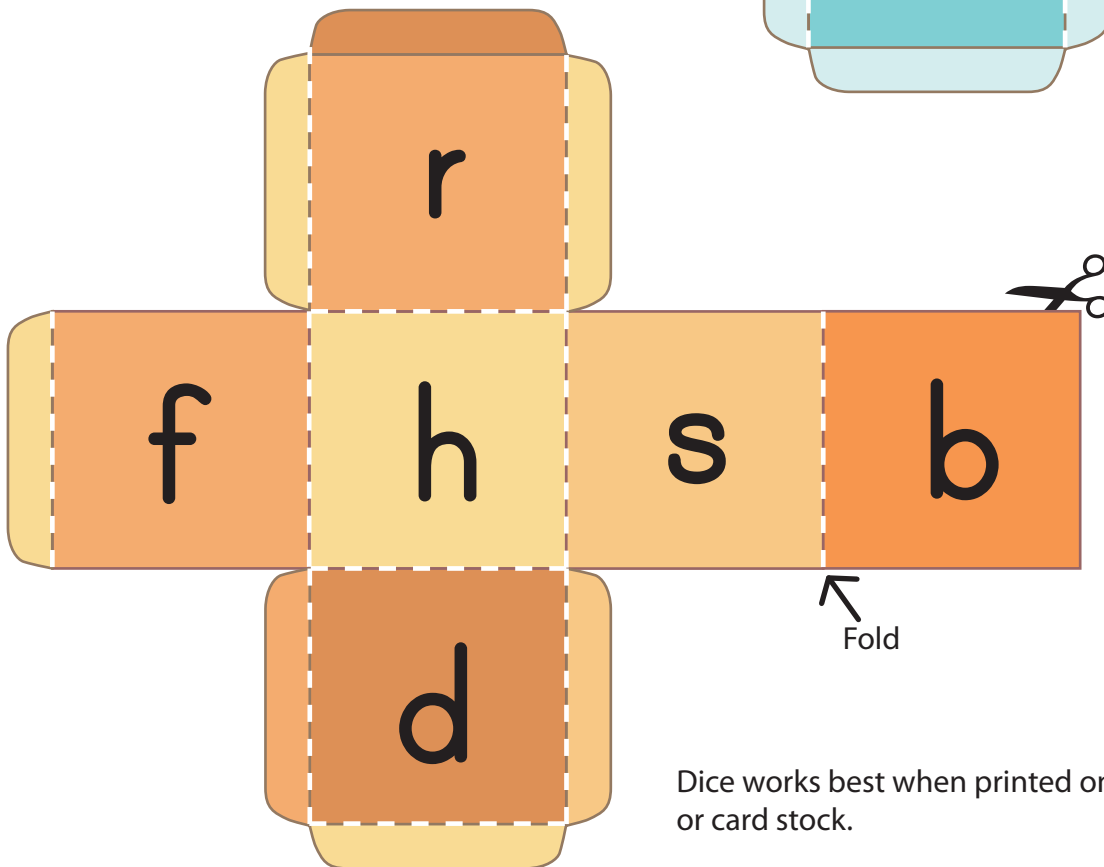 r
f h s b
Fold
d
Dice works best when printed on
or card stock.